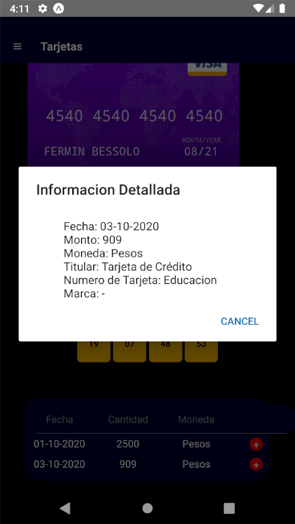 4:11
Tarjetas
VISA
4540 4540 4540 4540
MONTH/YEAR
FERMIN BESSOLO 08/21
Informacion Detallada
Fecha: 03-10-2020
Monto: 909
Moneda: Pesos
Titular: Tarjeta de Crédito
Numero de Tarjeta: Educacion
Marca: -
CANCEL
19 07 48 53
Fecha Cantidad Moneda
01-10-2020 2500 Pesos +
03-10-2020 909 Pesos +